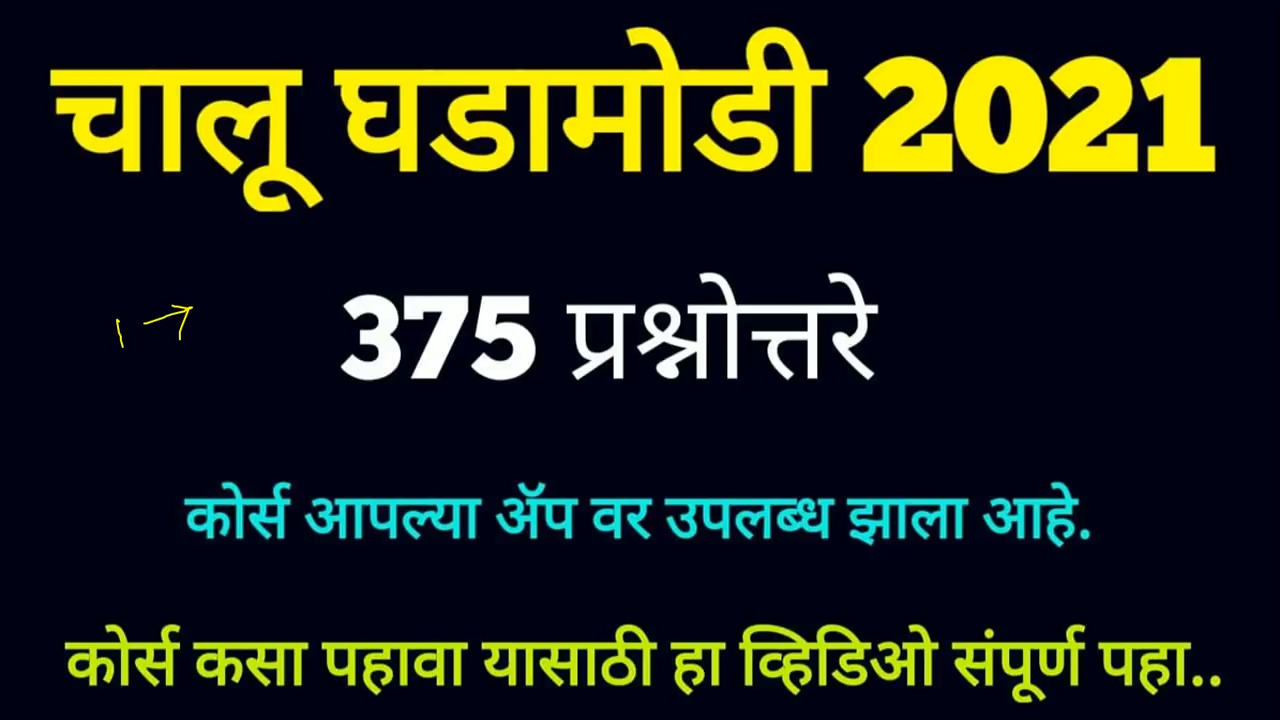 चालू घडामोडी 2021
375 प्रश्नोत्तरे
कोर्स आपल्या ॲप वर उपलब्ध झाला आहे.
कोर्स कसा पहावा यासाठी हा व्हिडिओ संपूर्ण पहा..